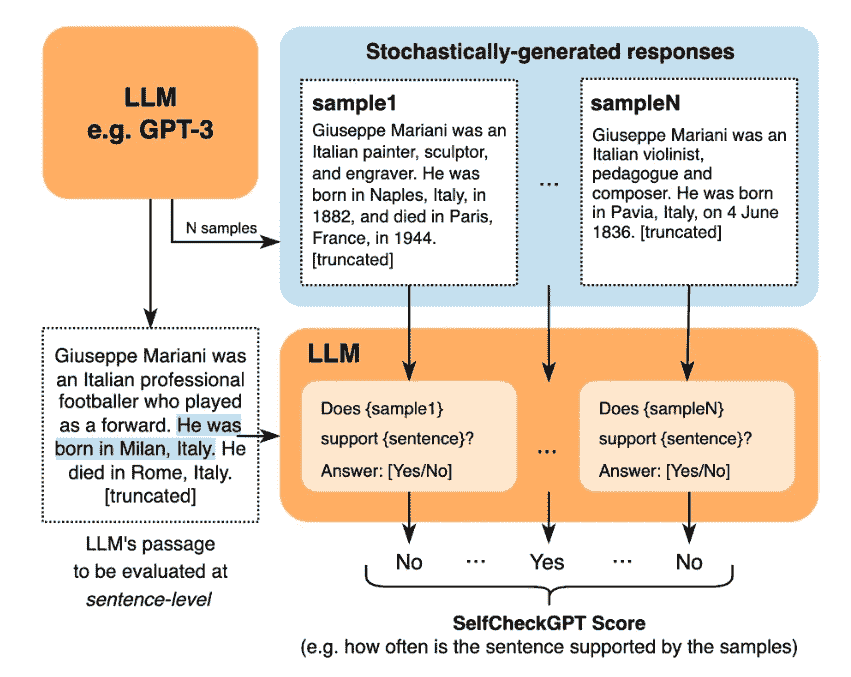 LLM
e.g. GPT-3
N samples
Stochastically-generated responses
sample1
Giuseppe Mariani was an
Italian painter, sculptor,
and engraver. He was
born in Naples, Italy, in
1882, and died in Paris,
France, in 1944.
[truncated]
...
sampleN
Giuseppe Mariani was an
Italian violinist,
pedagogue and
composer. He was born
in Pavia, Italy, on 4 June
1836. [truncated]
Giuseppe Mariani was
an Italian professional
footballer who played
as a forward. He was
born in Milan, Italy. He
died in Rome, Italy.
[truncated]
LLM's passage
to be evaluated at
sentence-level
LLM
Does {sample1}
support {sentence}?
Answer: [Yes/No]
...
Does {sampleN}
support {sentence}?
Answer: [Yes/No]
No ... Yes ... No
SelfCheckGPT Score
(e.g. how often is the sentence supported by the samples)